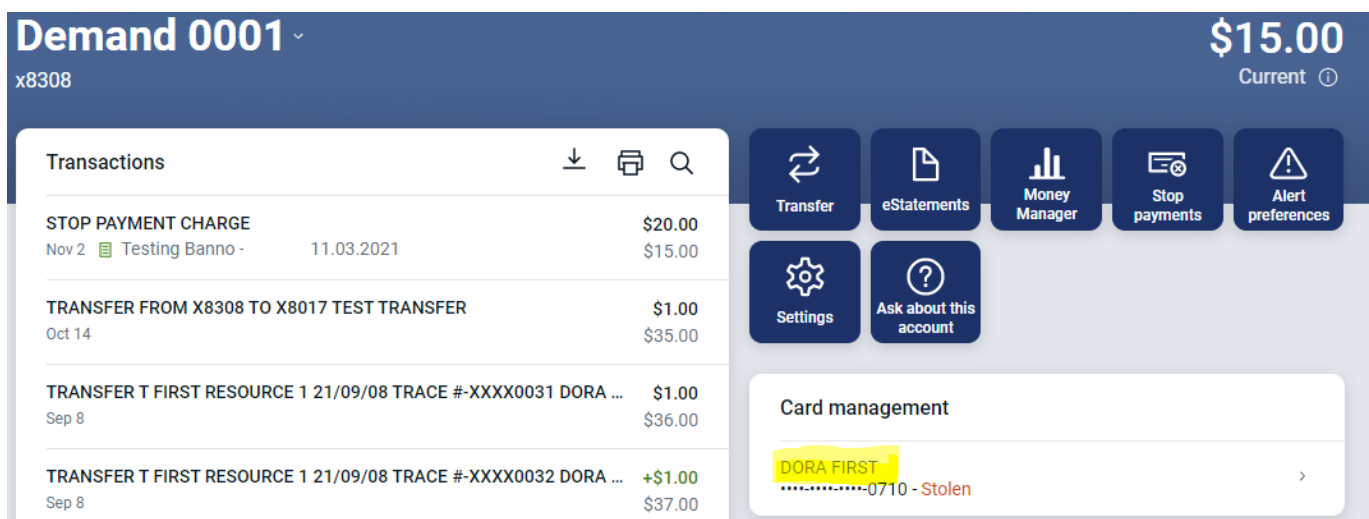 Demand 0001
$15.00
x8308
Current
Transactions
STOP PAYMENT CHARGE
$20.00
Nov 2 Testing Banno - 11.03.2021
$15.00
TRANSFER FROM X8308 TO X8017 TEST TRANSFER
$1.00
Oct 14
$35.00
TRANSFER T FIRST RESOURCE 1 21/09/08 TRACE #-XXXX0031 DORA ...
$1.00
Sep 8
$36.00
TRANSFER T FIRST RESOURCE 1 21/09/08 TRACE #-XXXX0032 DORA ...
+$1.00
Sep 8
$37.00
Transfer
eStatements
Money
Manager
Stop
payments
Alert
preferences
Settings
Ask about this
account
Card management
DORA FIRST
••••-••••-••••-0710 - Stolen